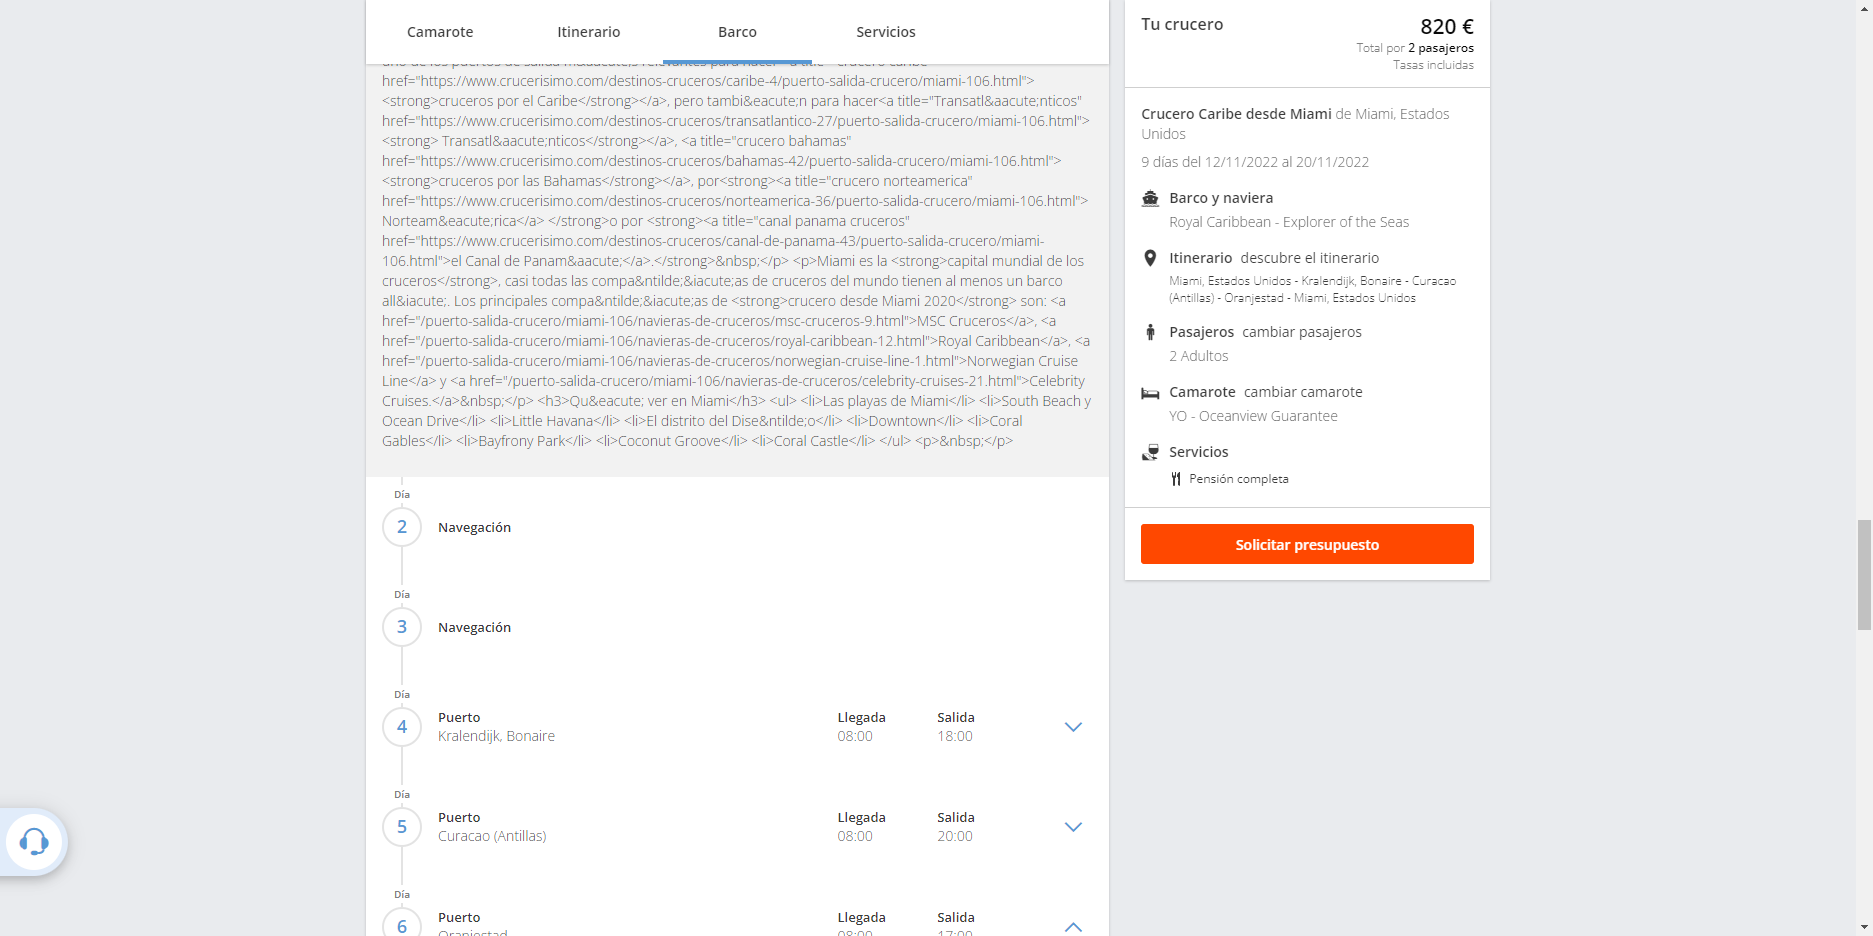 Camarote
Itinerario
Barco
Servicios
href="https://www.crucerisimo.com/destinos-cruceros/caribe-4/puerto-salida-crucero/miami-106.html">
<strong>cruceros por el Caribe</strong></a>, pero tambi&eacute;n para hacer<a title="Transatl&aacute;nticos"
href="https://www.crucerisimo.com/destinos-cruceros/transatlantico-27/puerto-salida-crucero/miami-106.html">
<strong> Transatl&aacute;nticos</strong></a>, <a title="crucero bahamas"
href="https://www.crucerisimo.com/destinos-cruceros/bahamas-42/puerto-salida-crucero/miami-106.html">
<strong>cruceros por las Bahamas</strong></a>, por<strong><a title="crucero norteamerica"
href="https://www.crucerisimo.com/destinos-cruceros/norteamerica-36/puerto-salida-crucero/miami-106.html">
Norteam&eacute;rica</a> </strong>o por <strong><a title="canal panama cruceros"
href="https://www.crucerisimo.com/destinos-cruceros/canal-de-panama-43/puerto-salida-crucero/miami-
106.html">el Canal de Panam&aacute;</a>.</strong>&nbsp;</p> <p>Miami es la <strong>capital mundial de los
cruceros</strong>, casi todas las compa&ntilde;&iacute;as de cruceros del mundo tienen al menos un barco
all&iacute;. Los principales compa&ntilde;&iacute;as de <strong>crucero desde Miami 2020</strong> son: <a
href="/puerto-salida-crucero/miami-106/navieras-de-cruceros/msc-cruceros-9.html">MSC Cruceros</a>, <a
href="/puerto-salida-crucero/miami-106/navieras-de-cruceros/royal-caribbean-12.html">Royal Caribbean</a>, <a
href="/puerto-salida-crucero/miami-106/navieras-de-cruceros/norwegian-cruise-line-1.html">Norwegian Cruise
Line</a> y <a href="/puerto-salida-crucero/miami-106/navieras-de-cruceros/celebrity-cruises-21.html">Celebrity
Cruises.</a>&nbsp;</p> <h3>Qu&eacute; ver en Miami</h3> <ul> <li>Las playas de Miami</li> <li>South Beach y
Ocean Drive</li> <li>Little Havana</li> <li>El distrito del Dise&ntilde;o</li> <li>Downtown</li> <li>Coral
Gables</li> <li>Bayfrony Park</li> <li>Coconut Groove</li> <li>Coral Castle</li> </ul> <p>&nbsp;</p>
Día
2
Navegación
Día
3
Navegación
Día
4
Puerto
Kralendijk, Bonaire
Llegada
08:00
Salida
18:00
Día
5
Puerto
Curacao (Antillas)
Llegada
08:00
Salida
20:00
Día
6
Puerto
Oranjestad
Llegada
08:00
Salida
17:00
Tu crucero
820 €
Total por 2 pasajeros
Tasas incluidas
Crucero Caribe desde Miami de Miami, Estados
Unidos
9 días del 12/11/2022 al 20/11/2022
Barco y naviera
Royal Caribbean - Explorer of the Seas
Itinerario descubre el itinerario
Miami, Estados Unidos - Kralendijk, Bonaire - Curacao
(Antillas) - Oranjestad - Miami, Estados Unidos
Pasajeros cambiar pasajeros
2 Adultos
Camarote cambiar camarote
YO - Oceanview Guarantee
Servicios
Pensión completa
Solicitar presupuesto